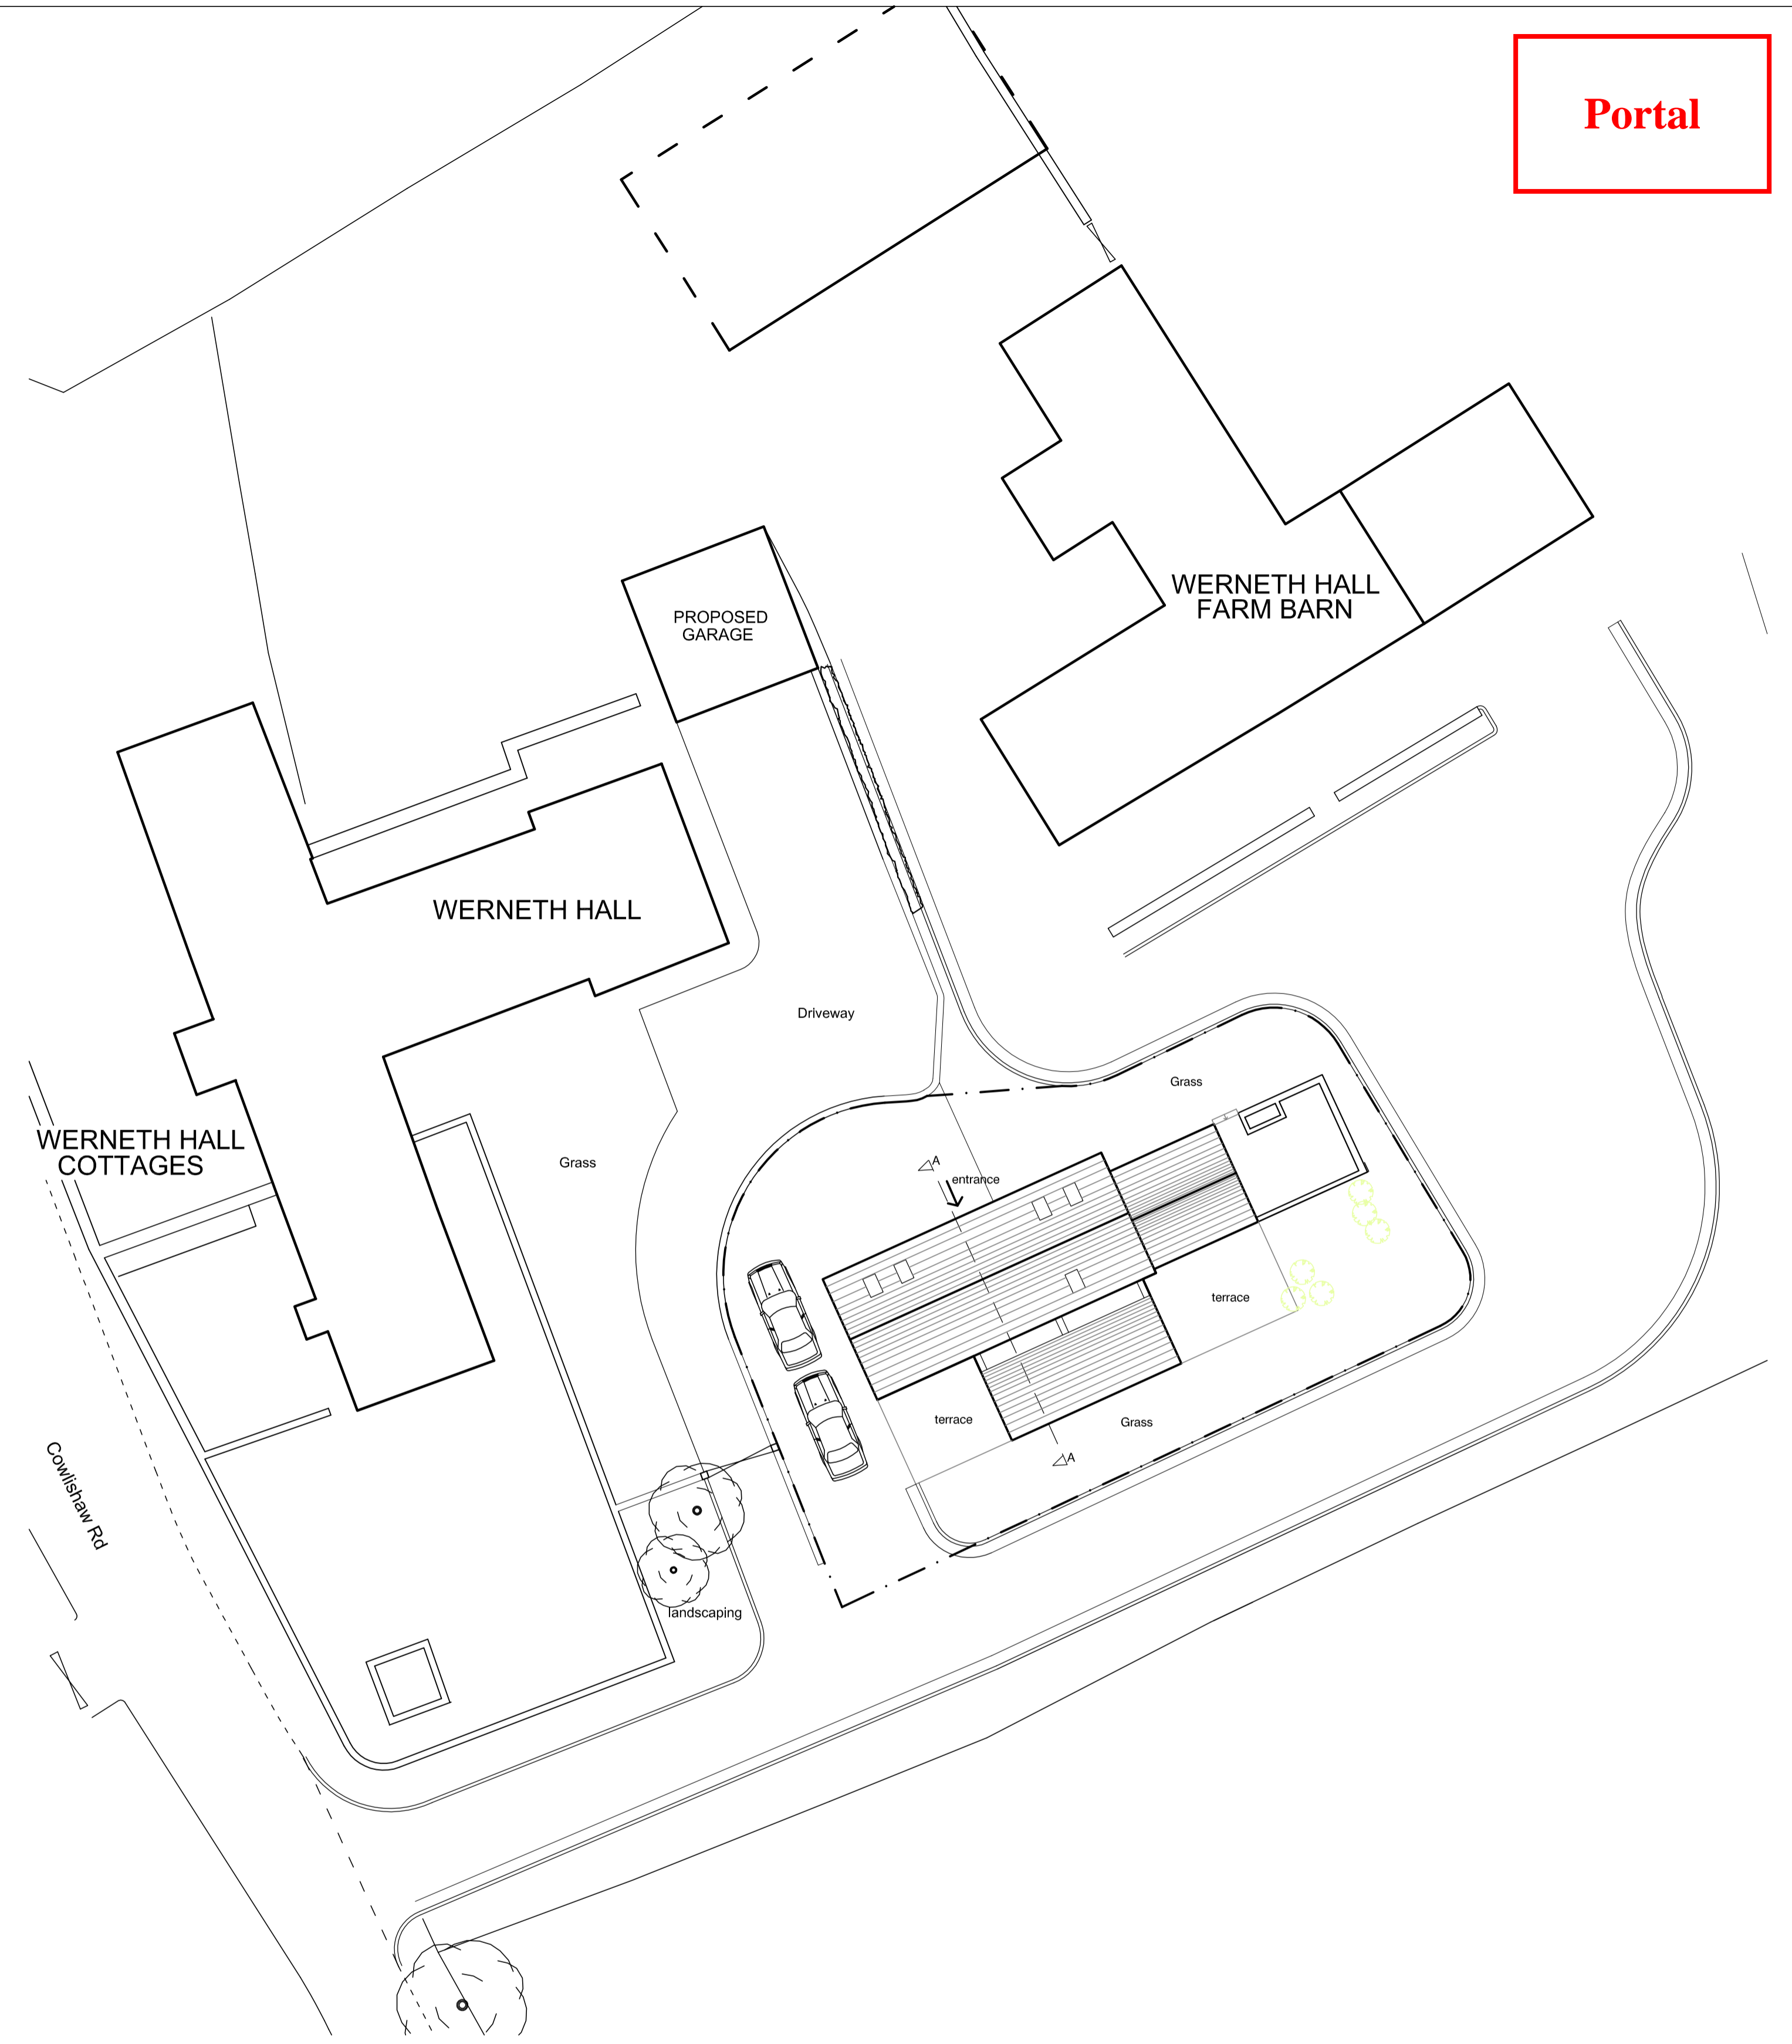 Portal
WERNETH HALL
FARM BARN
PROPOSED
GARAGE
WERNETH HALL
Driveway
Grass
WERNETH HALL
COTTAGES
Grass
A
entrance
terrace
terrace
Grass
A
Cowlishaw Rd
landscaping